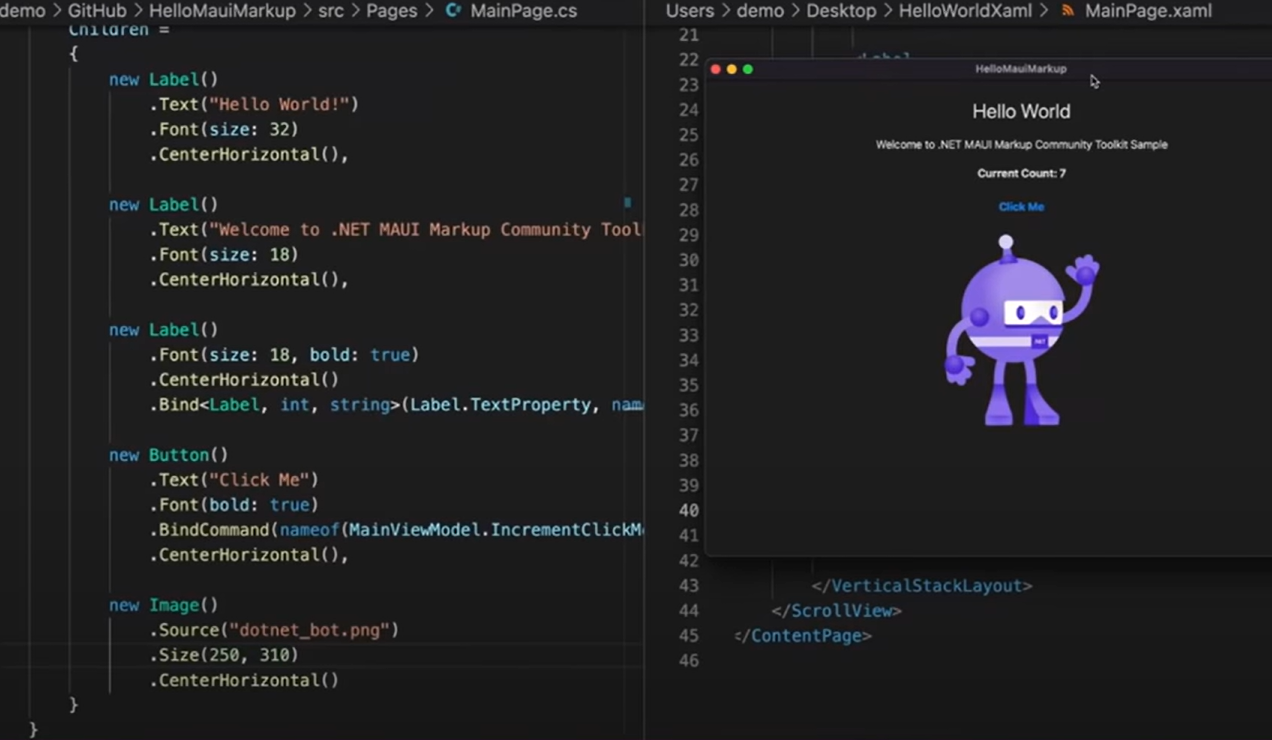 demo > GitHub > HelloMauiMarkup > src > Pages > MainPage.cs
Children =
{
new Label()
.Text("Hello World!")
.Font(size: 32)
.CenterHorizontal(),
new Label()
.Text("Welcome to .NET MAUI Markup Community Tool
.Font(size: 18)
.CenterHorizontal(),
new Label()
.Font(size: 18, bold: true)
.CenterHorizontal()
.Bind<Label, int, string>(Label.TextProperty, nam
new Button()
.Text("Click Me")
.Font(bold: true)
.BindCommand(nameof(MainViewModel.IncrementClickM
.CenterHorizontal(),
new Image()
.Source("dotnet_bot.png")
.Size(250, 310)
.CenterHorizontal()
}
}
Users > demo > Desktop > HelloWorldXaml > MainPage.xaml
21
22 <Label
23
24
25
26
27
28
29
30
31
32
33
34
35
36
37
38
39
40
41
42
43 </VerticalStackLayout>
44 </ScrollView>
45 </ContentPage>
46
HelloMauiMarkup
Hello World
Welcome to .NET MAUI Markup Community Toolkit Sample
Current Count: 7
Click Me
.NET